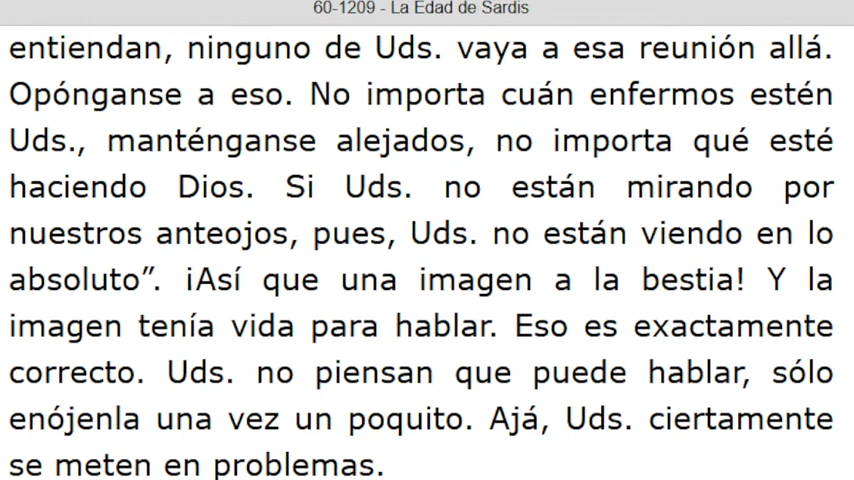 60-1209 - La Edad de Sardis
entiendan, ninguno de Uds. vaya a esa reunión allá.
Opónganse a eso. No importa cuán enfermos estén
Uds., manténganse alejados, no importa qué esté
haciendo Dios. Si Uds. no están mirando por
nuestros anteojos, pues, Uds. no están viendo en lo
absoluto”. ¡Así que una imagen a la bestia! Y la
imagen tenía vida para hablar. Eso es exactamente
correcto. Uds. no piensan que puede hablar, sólo
enójenla una vez un poquito. Ajá, Uds. ciertamente
se meten en problemas.